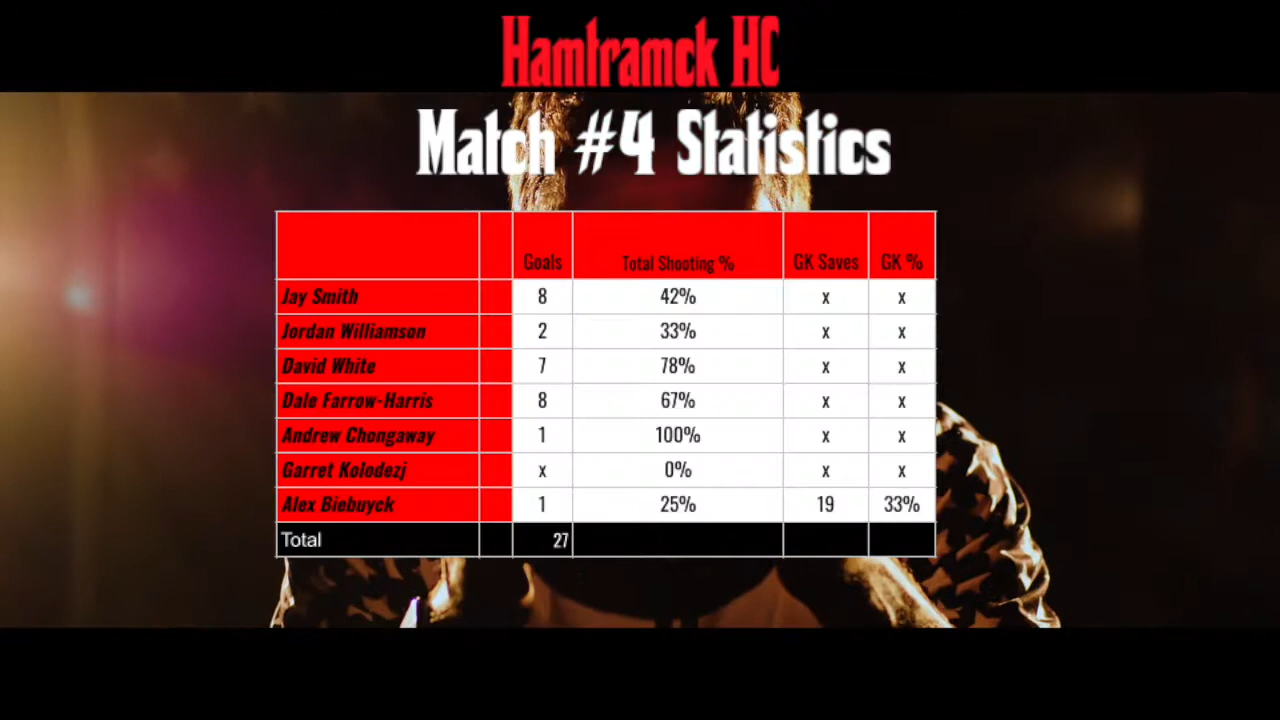 Hamtramck HC
Match #4 Statistics
Goals Total Shooting % GK Saves GK %
Jay Smith 8 42% x x
Jordan Williamson 2 33% x x
David White 7 78% x x
Dale Farrow-Harris 8 67% x x
Andrew Chongaway 1 100% x x
Garret Kolodezj x 0% x x
Alex Biebuyck 1 25% 19 33%
Total 27